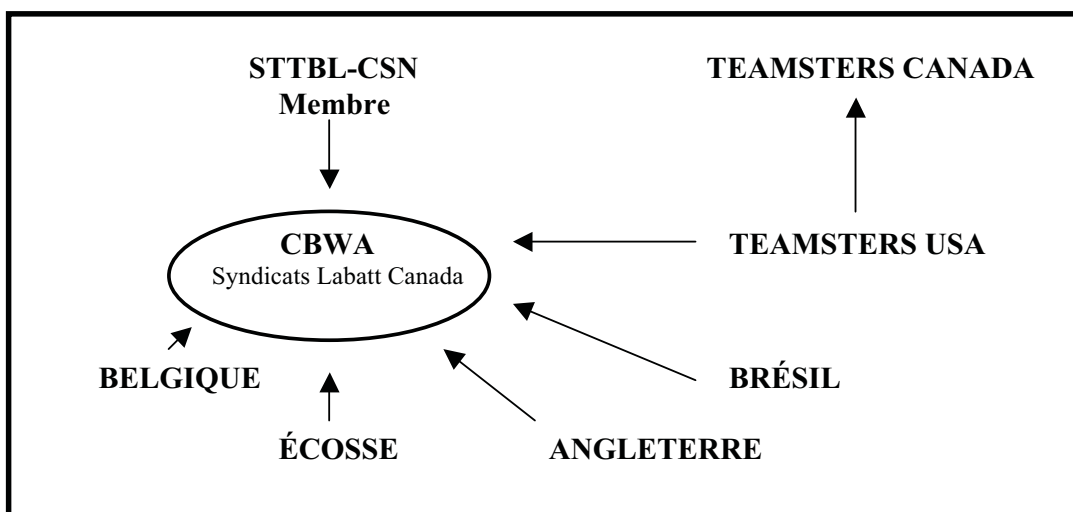 STTBL-CSN
Membre
TEAMSTERS CANADA
CBWA
Syndicats Labatt Canada
TEAMSTERS USA
BELGIQUE
BRÉSIL
ÉCOSSE
ANGLETERRE